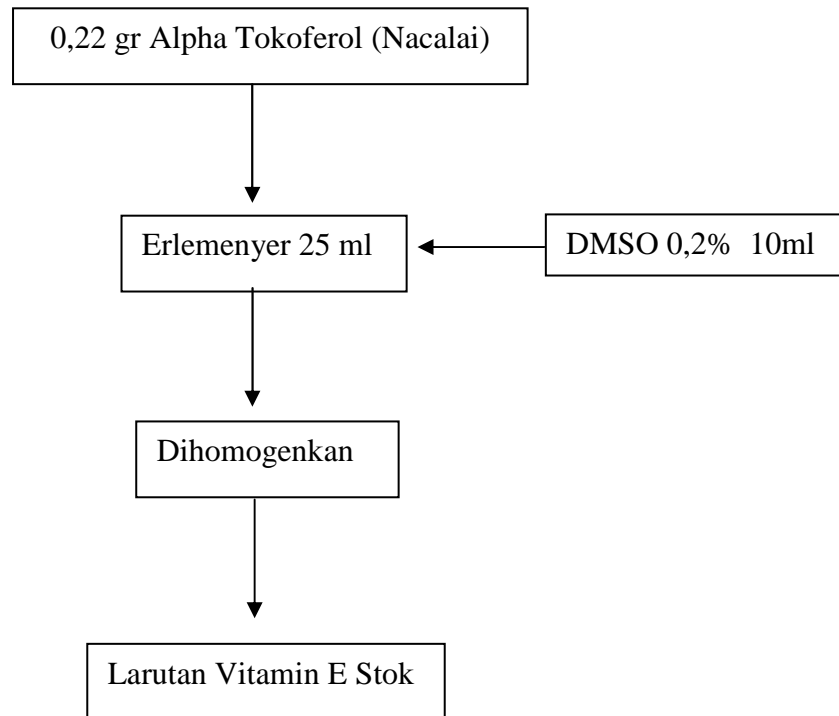 0,22 gr Alpha Tokoferol (Nacalai)
Erlemenyer 25 ml
DMSO 0,2% 10ml
Dihomogenkan
Larutan Vitamin E Stok